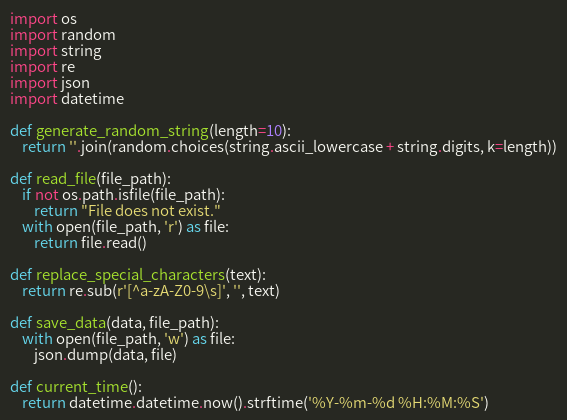 import os
import random
import string
import re
import json
import datetime

def generate_random_string(length=10):
    return ''.join(random.choices(string.ascii_lowercase + string.digits, k=length))

def read_file(file_path):
    if not os.path.isfile(file_path):
        return "File does not exist."
    with open(file_path, 'r') as file:
        return file.read()

def replace_special_characters(text):
    return re.sub(r'[^a-zA-Z0-9\s]', '', text)

def save_data(data, file_path):
    with open(file_path, 'w') as file:
        json.dump(data, file)

def current_time():
    return datetime.datetime.now().strftime('%Y-%m-%d %H:%M:%S')